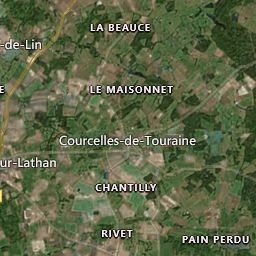 LA BEAUCE
-de-Lin
LE MAISONNET
E
Courcelles-de-Touraine
ur-Lathan
CHANTILLY
RIVET
PAIN PERDU